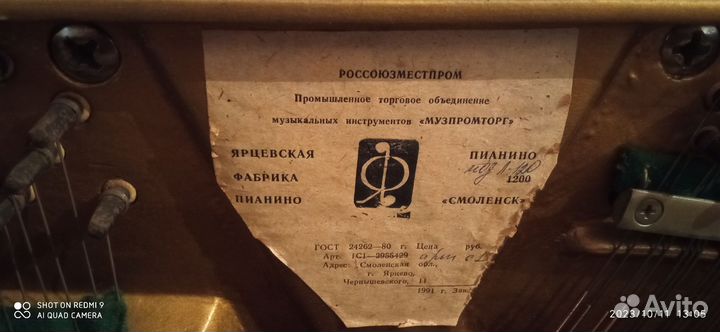 РОССОЮЗМЕСТПРОМ
Промышленное торговое объединение
музыкальных инструментов «МУЗПРОМТОРГ»
ЯРЦЕВСКАЯ
ФАБРИКА
ПИАНИНО
ПИАНИНО
1200
«СМОЛЕНСК»
ГОСТ 24262—80 г. Цена руб.
Арт.
Адрес: Смоленская обл.,
г. Ярцево,
Чернышевского, 11
1991 г. Зак.
SHOT ON REDMI 9
AI QUAD CAMERA
Avito
2023/10/11 13:05